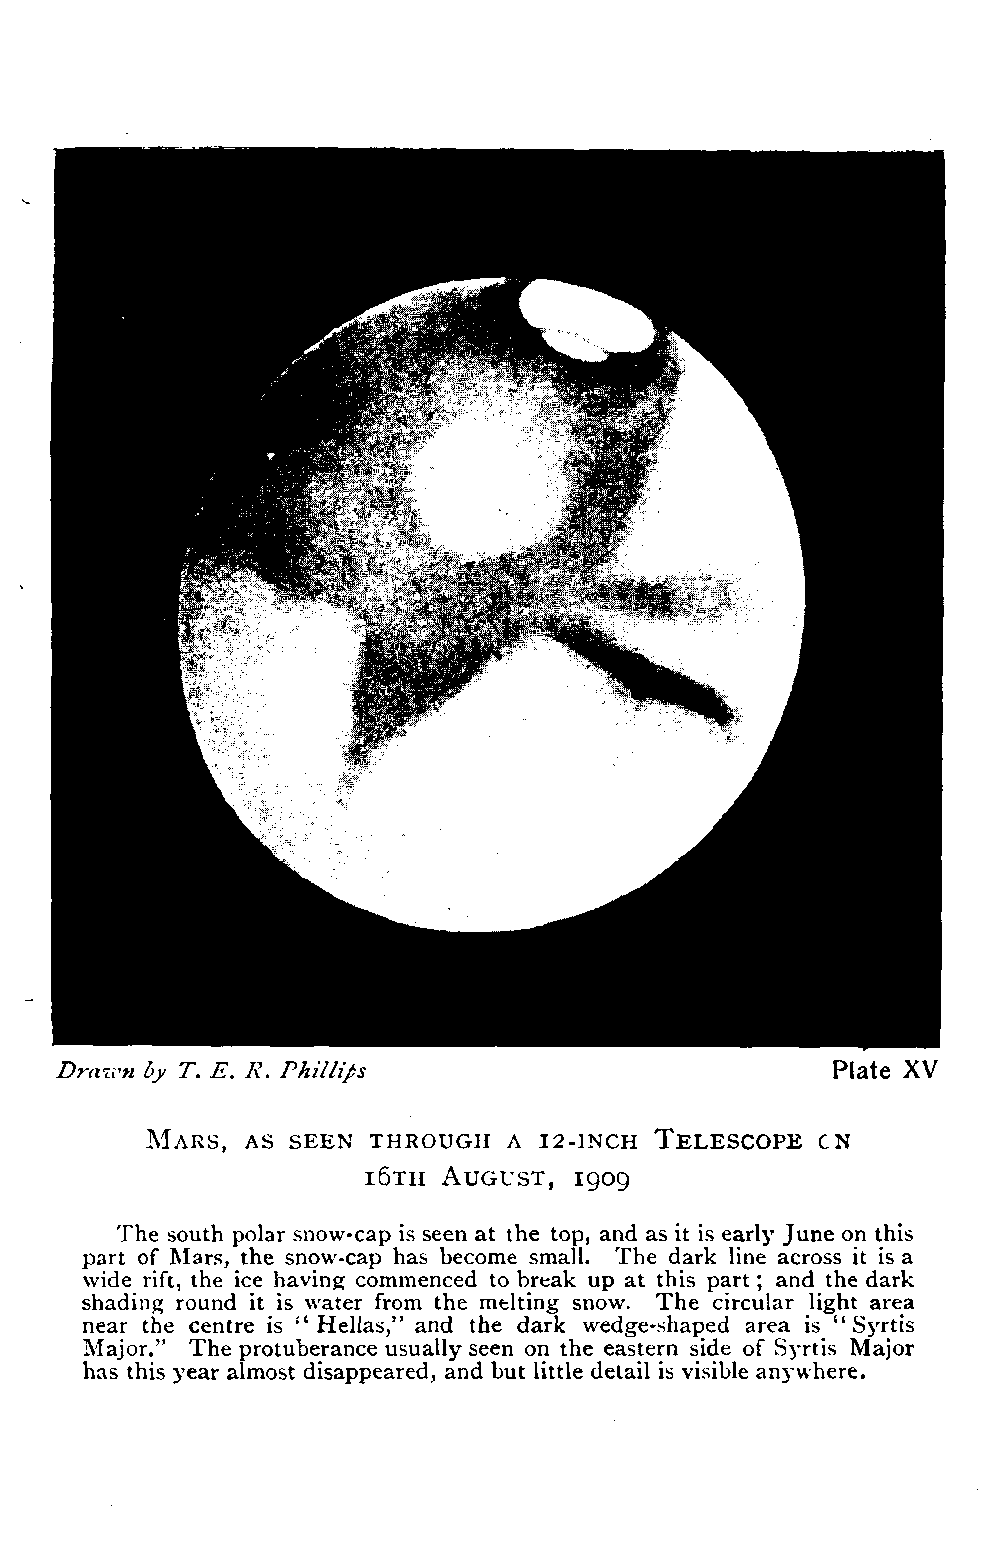 Drawn by T. E. R. Phillips
Plate XV
MARS, AS SEEN THROUGH A 12-INCH TELESCOPE ON
16TH AUGUST, 1909
The south polar snow-cap is seen at the top, and as it is early June on this
part of Mars, the snow-cap has become small. The dark line across it is a
wide rift, the ice having commenced to break up at this part; and the dark
shading round it is water from the melting snow. The circular light area
near the centre is "Hellas," and the dark wedge-shaped area is "Syrtis
Major." The protuberance usually seen on the eastern side of Syrtis Major
has this year almost disappeared, and but little detail is visible anywhere.